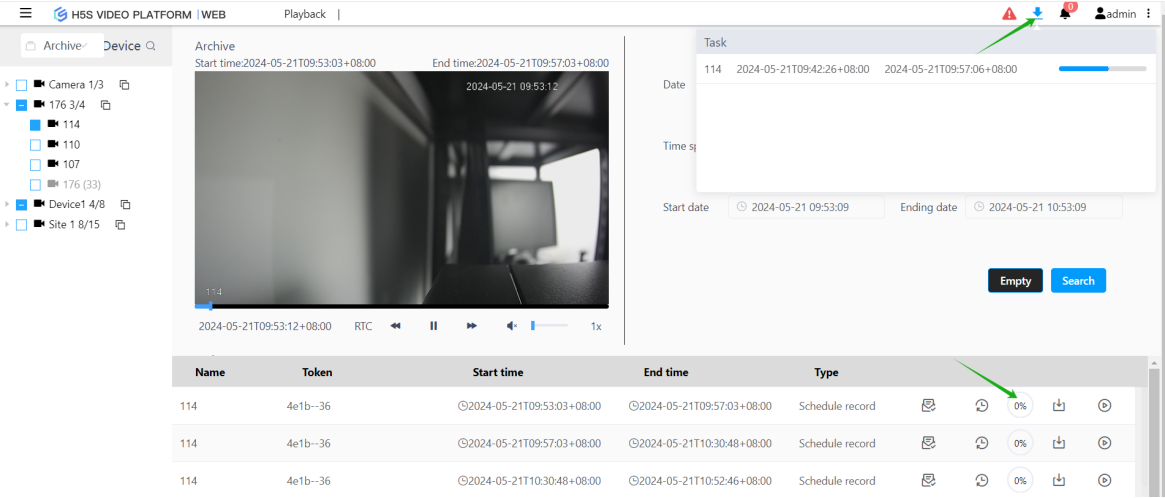 H5S VIDEO PLATFORM | WEB
Playback |
0
admin
Archive
Device
Camera 1/3
176 3/4
114
110
107
176 (33)
Device1 4/8
Site 1 8/15
Archive
Start time:2024-05-21T09:53:03+08:00 End time:2024-05-21T09:57:03+08:00
2024-05-21 09:53:12
114
2024-05-21T09:53:12+08:00 RTC 1x
Task
114 2024-05-21T09:42:26+08:00 2024-05-21T09:57:06+08:00
Date
Time
Start date 2024-05-21 09:53:09 Ending date 2024-05-21 10:53:09
Empty Search
Name Token Start time End time Type
114 4e1b--36 2024-05-21T09:53:03+08:00 2024-05-21T09:57:03+08:00 Schedule record 0%
114 4e1b--36 2024-05-21T09:57:03+08:00 2024-05-21T10:30:48+08:00 Schedule record 0%
114 4e1b--36 2024-05-21T10:30:48+08:00 2024-05-21T10:52:46+08:00 Schedule record 0%